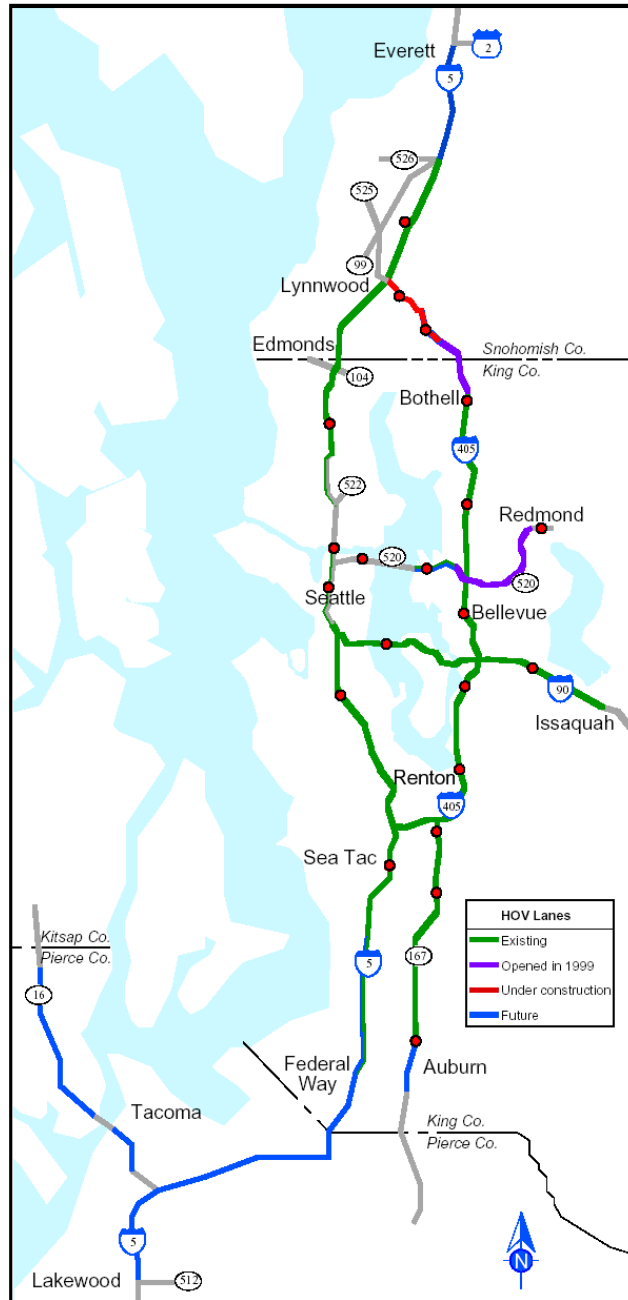 Everett
2
5
526
525
99
Lynnwood
Edmonds
Snohomish Co.
King Co.
104
Bothell
405
522
Redmond
520
520
Seattle
Bellevue
90
Issaquah
Renton
405
Sea Tac
HOV Lanes
Existing
Opened in 1999
Under construction
Future
Kitsap Co.
Pierce Co.
167
5
16
Federal
Way
Auburn
Tacoma
King Co.
Pierce Co.
5
N
Lakewood
512